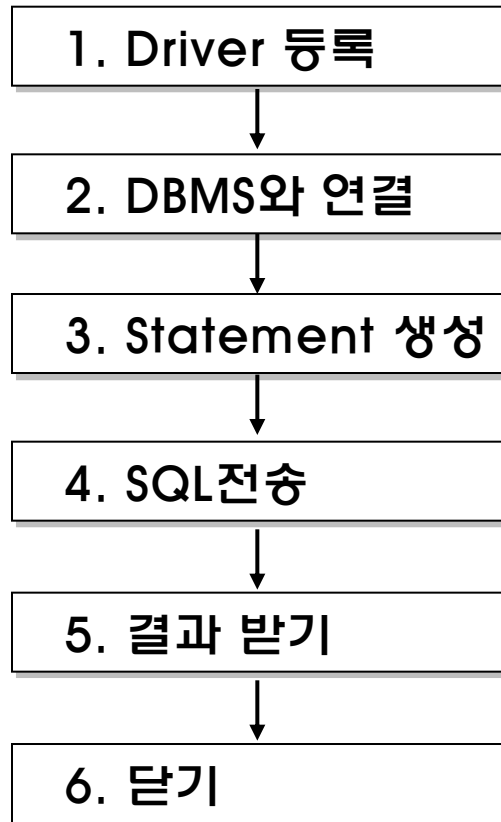 1. Driver 등록
2. DBMS와 연결
3. Statement 생성
4. SQL전송
5. 결과 받기
6. 닫기